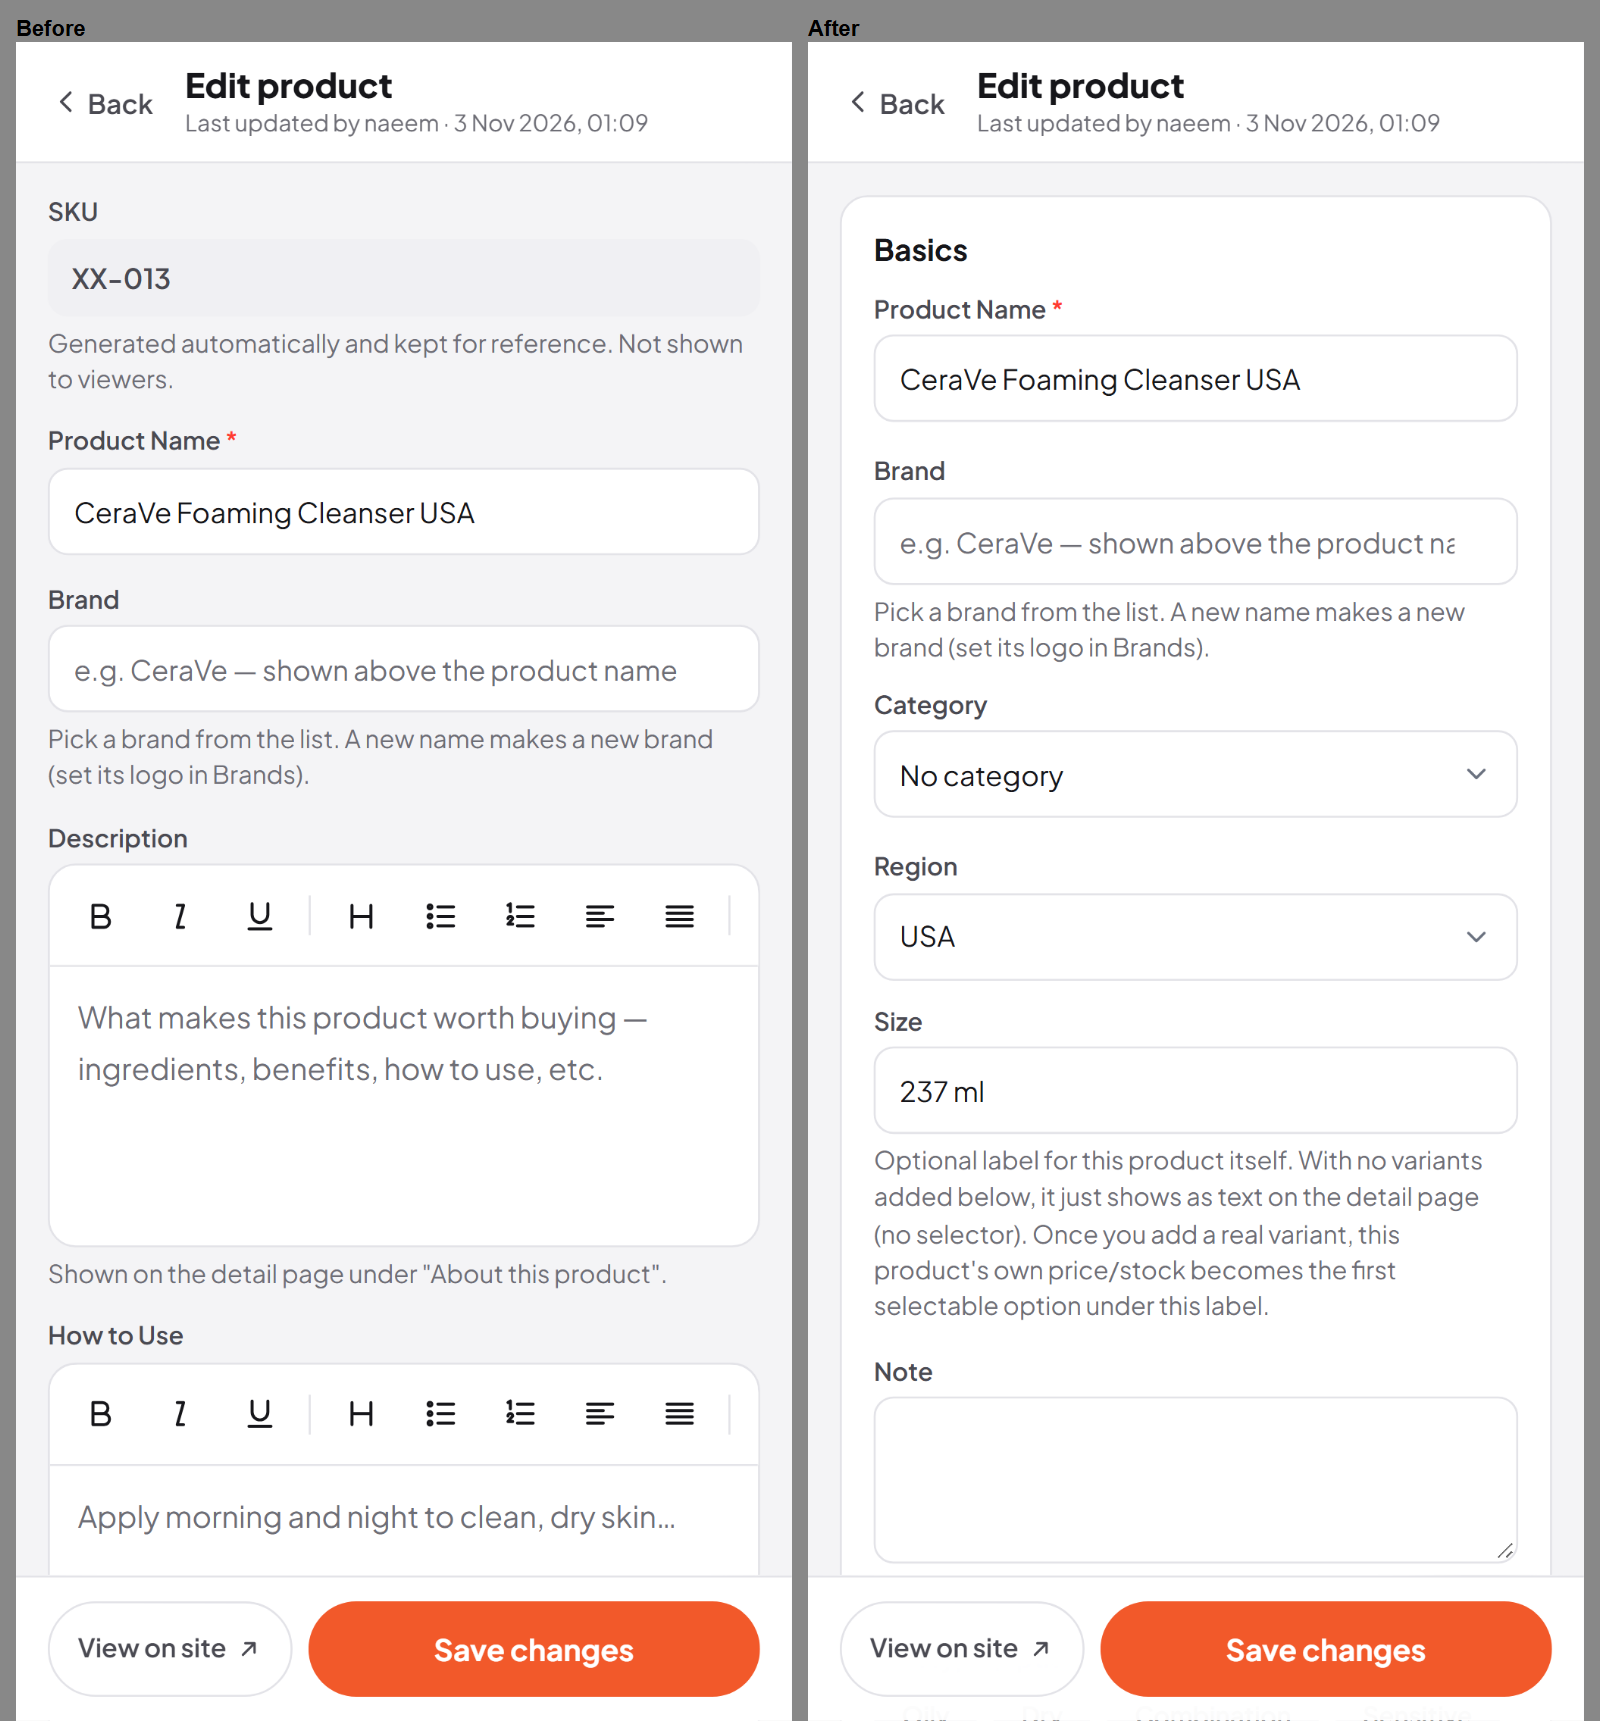 Before
Back
Edit product
Last updated by naeem · 3 Nov 2026, 01:09
SKU
XX-013
Generated automatically and kept for reference. Not shown
to viewers.
Product Name *
CeraVe Foaming Cleanser USA
Brand
e.g. CeraVe — shown above the product name
Pick a brand from the list. A new name makes a new brand
(set its logo in Brands).
Description
B I U H
What makes this product worth buying —
ingredients, benefits, how to use, etc.
Shown on the detail page under "About this product".
How to Use
B I U H
Apply morning and night to clean, dry skin...
View on site ↗
Save changes
After
Back
Edit product
Last updated by naeem · 3 Nov 2026, 01:09
Basics
Product Name *
CeraVe Foaming Cleanser USA
Brand
e.g. CeraVe — shown above the product na
Pick a brand from the list. A new name makes a new
brand (set its logo in Brands).
Category
No category
Region
USA
Size
237 ml
Optional label for this product itself. With no variants
added below, it just shows as text on the detail page
(no selector). Once you add a real variant, this
product's own price/stock becomes the first
selectable option under this label.
Note
View on site ↗
Save changes